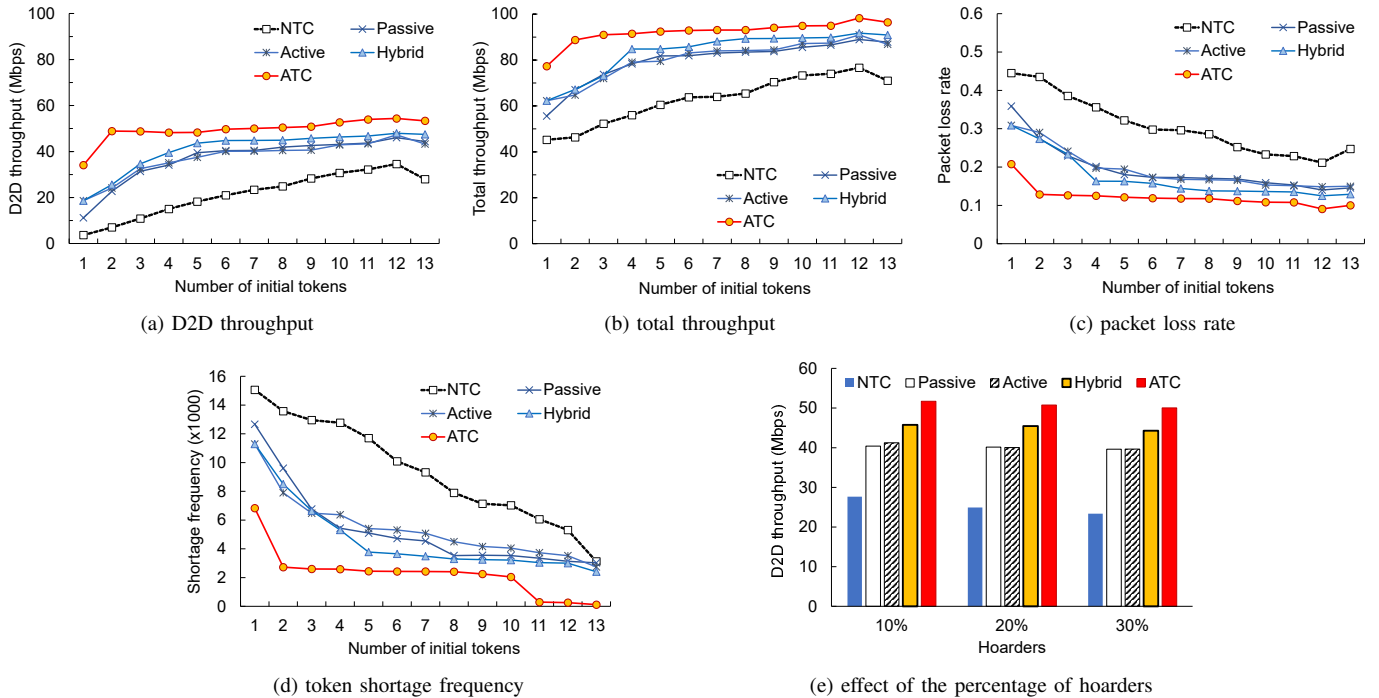 D2D throughput (Mbps)
100
80
60
40
20
0
NTC
Passive
Active
Hybrid
ATC
1 2 3 4 5 6 7 8 9 10 11 12 13
Number of initial tokens
(a) D2D throughput
Total throughput (Mbps)
100
80
60
40
20
0
NTC
Passive
Active
Hybrid
ATC
1 2 3 4 5 6 7 8 9 10 11 12 13
Number of initial tokens
(b) total throughput
Packet loss rate
0.6
0.5
0.4
0.3
0.2
0.1
0
NTC
Passive
Active
Hybrid
ATC
1 2 3 4 5 6 7 8 9 10 11 12 13
Number of initial tokens
(c) packet loss rate
Shortage frequency (x1000)
16
14
12
10
8
6
4
2
0
NTC
Passive
Active
Hybrid
ATC
1 2 3 4 5 6 7 8 9 10 11 12 13
Number of initial tokens
(d) token shortage frequency
D2D throughput (Mbps)
60
50
40
30
20
10
0
NTC Passive Active Hybrid ATC
10% 20% 30%
Hoarders
(e) effect of the percentage of hoarders